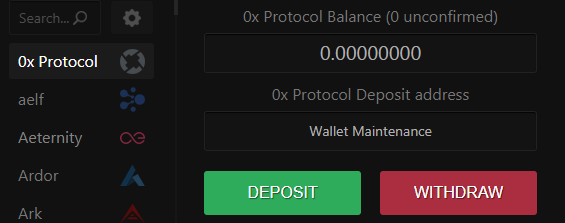 Search...
0x Protocol
aelf
Aeternity
Ardor
Ark
0x Protocol Balance (0 unconfirmed)
0.00000000
0x Protocol Deposit address
Wallet Maintenance
DEPOSIT
WITHDRAW